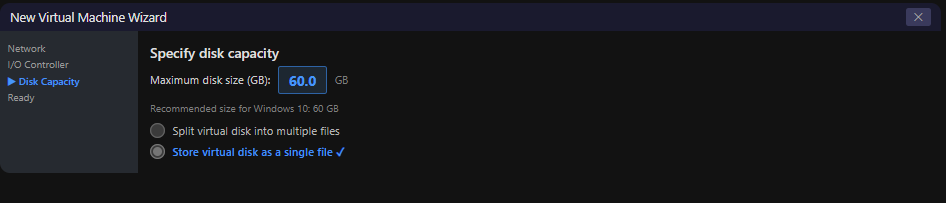 New Virtual Machine Wizard
Network
I/O Controller
▶ Disk Capacity
Ready
Specify disk capacity
Maximum disk size (GB): 60.0 GB
Recommended size for Windows 10: 60 GB
Split virtual disk into multiple files
Store virtual disk as a single file ✓